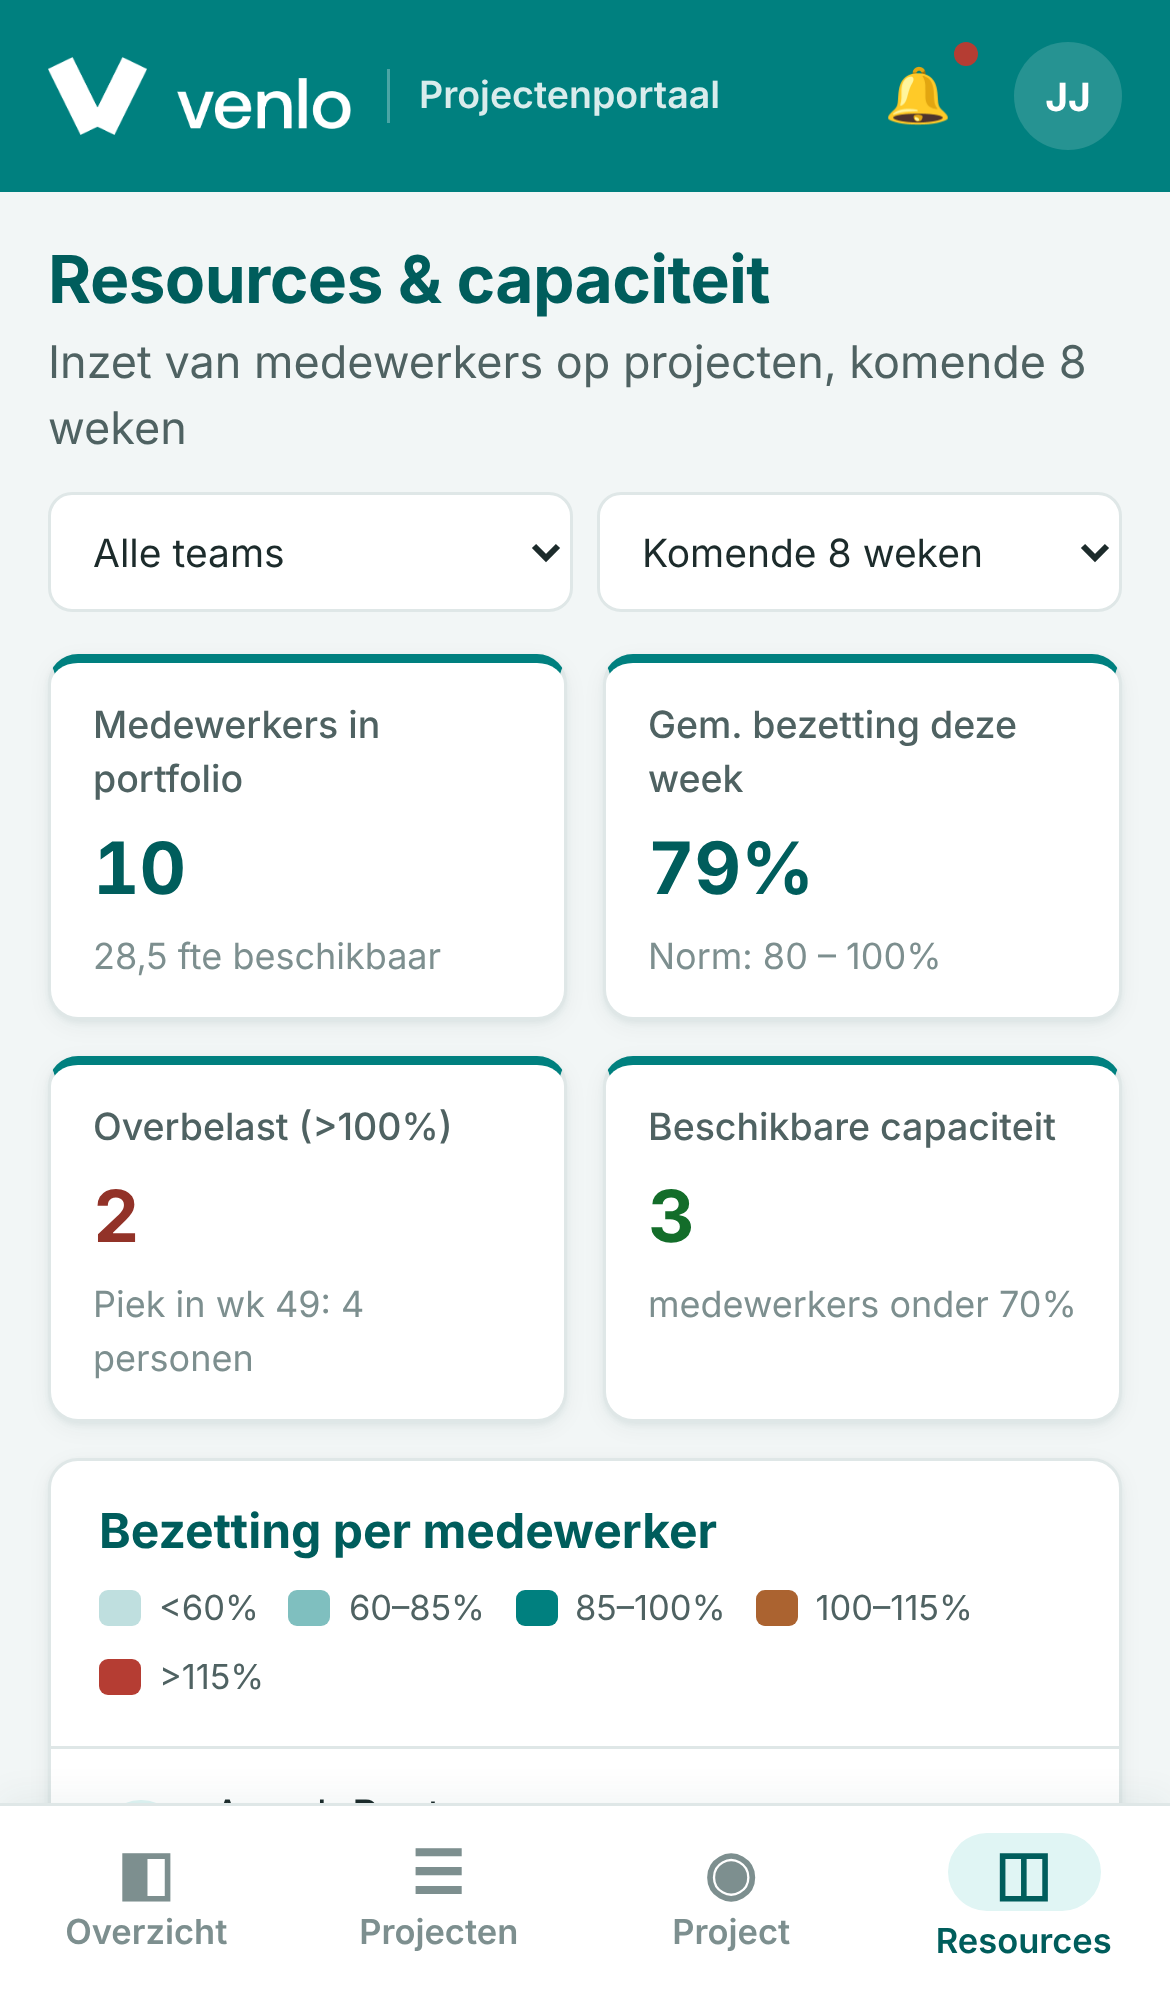 venlo
Projectenportaal
JJ
Resources & capaciteit
Inzet van medewerkers op projecten, komende 8
weken
Alle teams
Komende 8 weken
Medewerkers in
portfolio
10
28,5 fte beschikbaar
Gem. bezetting deze
week
79%
Norm: 80 – 100%
Overbelast (>100%)
2
Piek in wk 49: 4
personen
Beschikbare capaciteit
3
medewerkers onder 70%
Bezetting per medewerker
<60% 60–85% 85–100% 100–115%
>115%
Overzicht
Projecten
Project
Resources